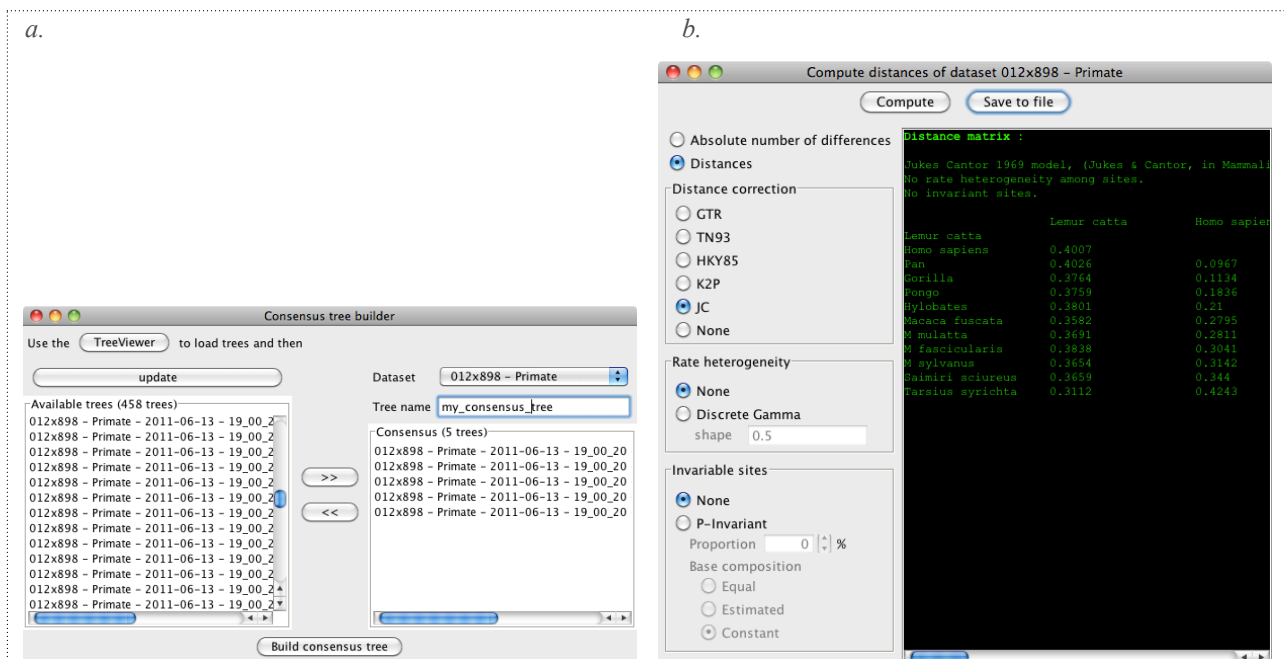 a.
Consensus tree builder
Use the TreeViewer to load trees and then
update
Dataset 012x898 - Primate
Tree name my_consensus_tree
Available trees (458 trees)
012x898 - Primate - 2011-06-13 - 19_00_2
012x898 - Primate - 2011-06-13 - 19_00_2
012x898 - Primate - 2011-06-13 - 19_00_2
012x898 - Primate - 2011-06-13 - 19_00_2
012x898 - Primate - 2011-06-13 - 19_00_2
012x898 - Primate - 2011-06-13 - 19_00_2
012x898 - Primate - 2011-06-13 - 19_00_2
012x898 - Primate - 2011-06-13 - 19_00_2
012x898 - Primate - 2011-06-13 - 19_00_2
012x898 - Primate - 2011-06-13 - 19_00_2
012x898 - Primate - 2011-06-13 - 19_00_2
012x898 - Primate - 2011-06-13 - 19_00_2
012x898 - Primate - 2011-06-13 - 19_00_2
>>
<<
Consensus (5 trees)
012x898 - Primate - 2011-06-13 - 19_00_20
012x898 - Primate - 2011-06-13 - 19_00_20
012x898 - Primate - 2011-06-13 - 19_00_20
012x898 - Primate - 2011-06-13 - 19_00_20
012x898 - Primate - 2011-06-13 - 19_00_20
Build consensus tree
b.
Compute distances of dataset 012x898 - Primate
Compute Save to file
Absolute number of differences
Distances
Distance correction
GTR
TN93
HKY85
K2P
JC
None
Rate heterogeneity
None
Discrete Gamma
shape 0.5
Invariable sites
None
P-Invariant
Proportion 0 %
Base composition
Equal
Estimated
Constant
Distance matrix :
Jukes Cantor 1969 model, (Jukes & Cantor, in Mammali
No rate heterogeneity among sites.
No invariant sites.
Lemur catta Homo sapien
Lemur catta
Homo sapiens 0.4007
Pan 0.4026 0.0967
Gorilla 0.3764 0.1134
Pongo 0.3759 0.1836
Hylobates 0.3801 0.21
Macaca fuscata 0.3582 0.2795
M mulatta 0.3691 0.2811
M fascicularis 0.3838 0.3041
M sylvanus 0.3654 0.3142
Saimiri sciureus 0.3659 0.344
Tarsius syrichta 0.3112 0.4243